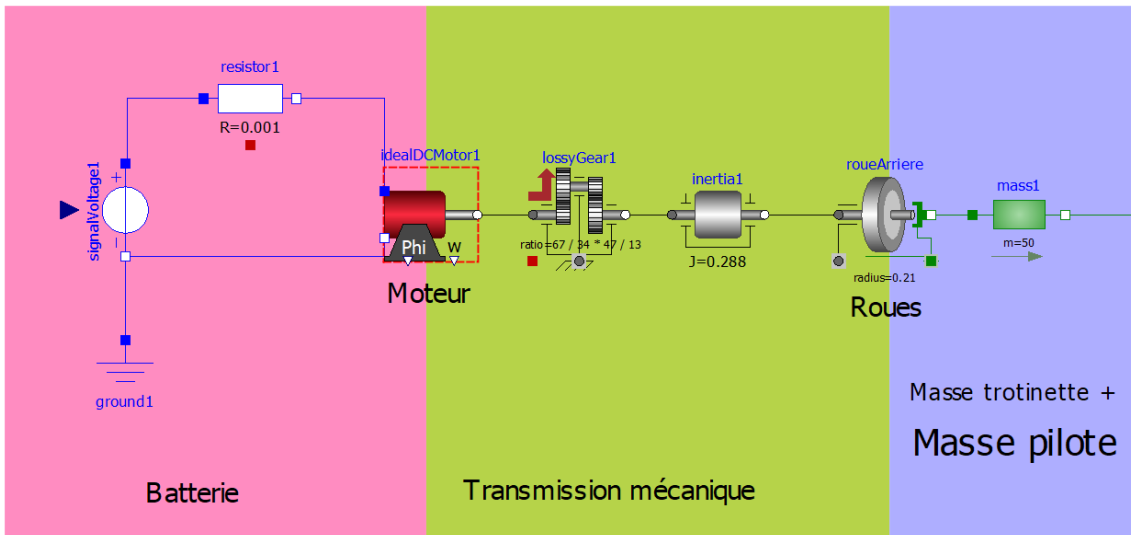 resistor1
R=0.001
signalVoltage1
+
−
ground1
Batterie
idealDCMotor1
Phi
w
Moteur
lossyGear1
ratio=67 / 34 * 47 / 13
inertia1
J=0.288
Transmission mécanique
roueArriere
radius=0.21
Roues
mass1
m=50
Masse trotinette +
Masse pilote